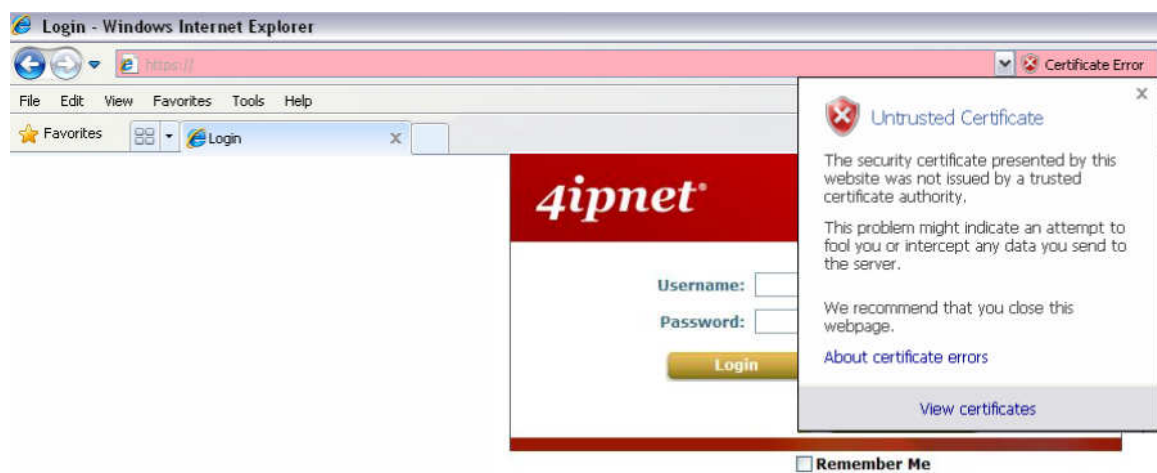 Login - Windows Internet Explorer
https://
Certificate Error
File Edit View Favorites Tools Help
Favorites
Login
4ipnet®
Username:
Password:
Login
Remember Me
Untrusted Certificate
The security certificate presented by this
website was not issued by a trusted
certificate authority.
This problem might indicate an attempt to
fool you or intercept any data you send to
the server.
We recommend that you close this
webpage.
About certificate errors
View certificates